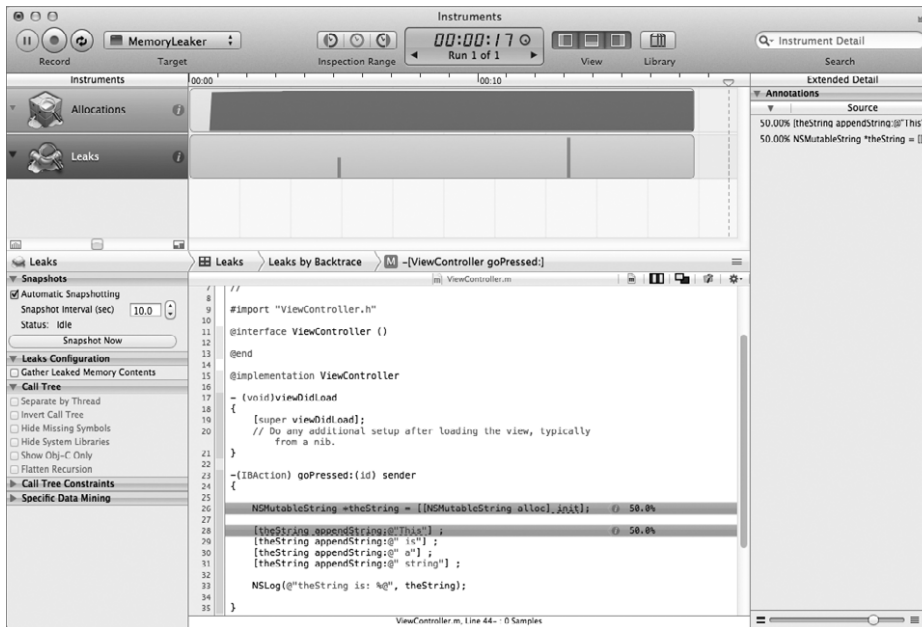 Instruments
MemoryLeaker
00:00:17
Run 1 of 1
Instrument Detail
Record
Target
Inspection Range
View
Library
Search
Instruments
00:00
00:10
Extended Detail
Allocations
Leaks
Annotations
Source
50.00% [theString appendString:@"This"
50.00% NSMutableString *theString = [[
Leaks
Leaks
Leaks by Backtrace
M -[ViewController goPressed:]
Snapshots
Automatic Snapshotting
Snapshot Interval (sec) 10.0
Status: Idle
Snapshot Now
Leaks Configuration
Gather Leaked Memory Contents
Call Tree
Separate by Thread
Invert Call Tree
Hide Missing Symbols
Hide System Libraries
Show Obj-C Only
Flatten Recursion
Call Tree Constraints
Specific Data Mining
m ViewController.m
7 //
8
9 #import "ViewController.h"
10
11 @interface ViewController ()
12
13 @end
14
15 @implementation ViewController
16
17 - (void)viewDidLoad
18 {
19 [super viewDidLoad];
20 // Do any additional setup after loading the view, typically
from a nib.
21 }
22
23 -(IBAction) goPressed:(id) sender
24 {
25
26 NSMutableString *theString = [[NSMutableString alloc] init]; 50.0%
27
28 [theString appendString:@"This"] ; 50.0%
29 [theString appendString:@" is"] ;
30 [theString appendString:@" a"] ;
31 [theString appendString:@" string"] ;
32
33 NSLog(@"theString is: %@", theString);
34
35 }
ViewController.m, Line 44- : 0 Samples